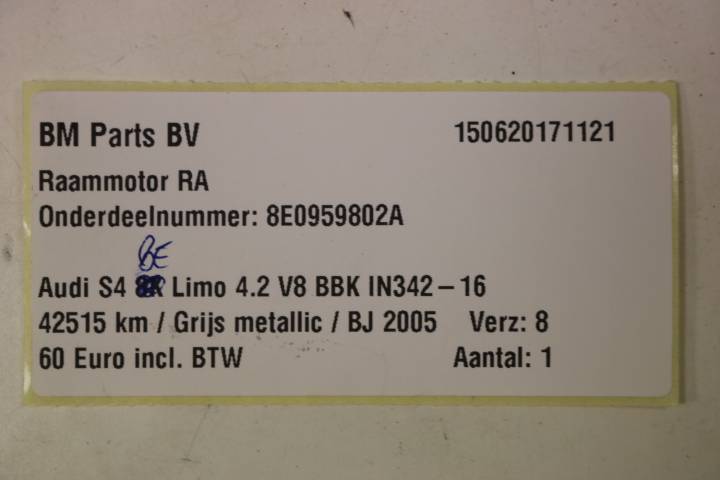 BM Parts BV 150620171121
Raammotor RA
Onderdeelnummer: 8E0959802A
8E
Audi S4 Limo 4.2 V8 BBK IN342-16
42515 km / Grijs metallic / BJ 2005 Verz: 8
60 Euro incl. BTW Aantal: 1